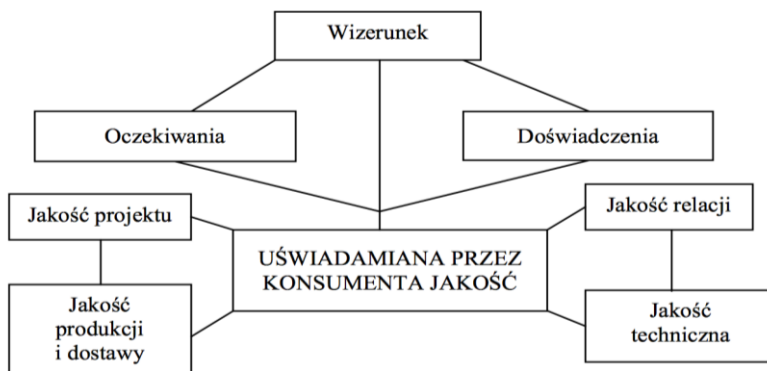 Wizerunek
Oczekiwania
Doświadczenia
Jakość projektu
Jakość relacji
UŚWIADAMIANA PRZEZ
KONSUMENTA JAKOŚĆ
Jakość
produkcji
i dostawy
Jakość
techniczna